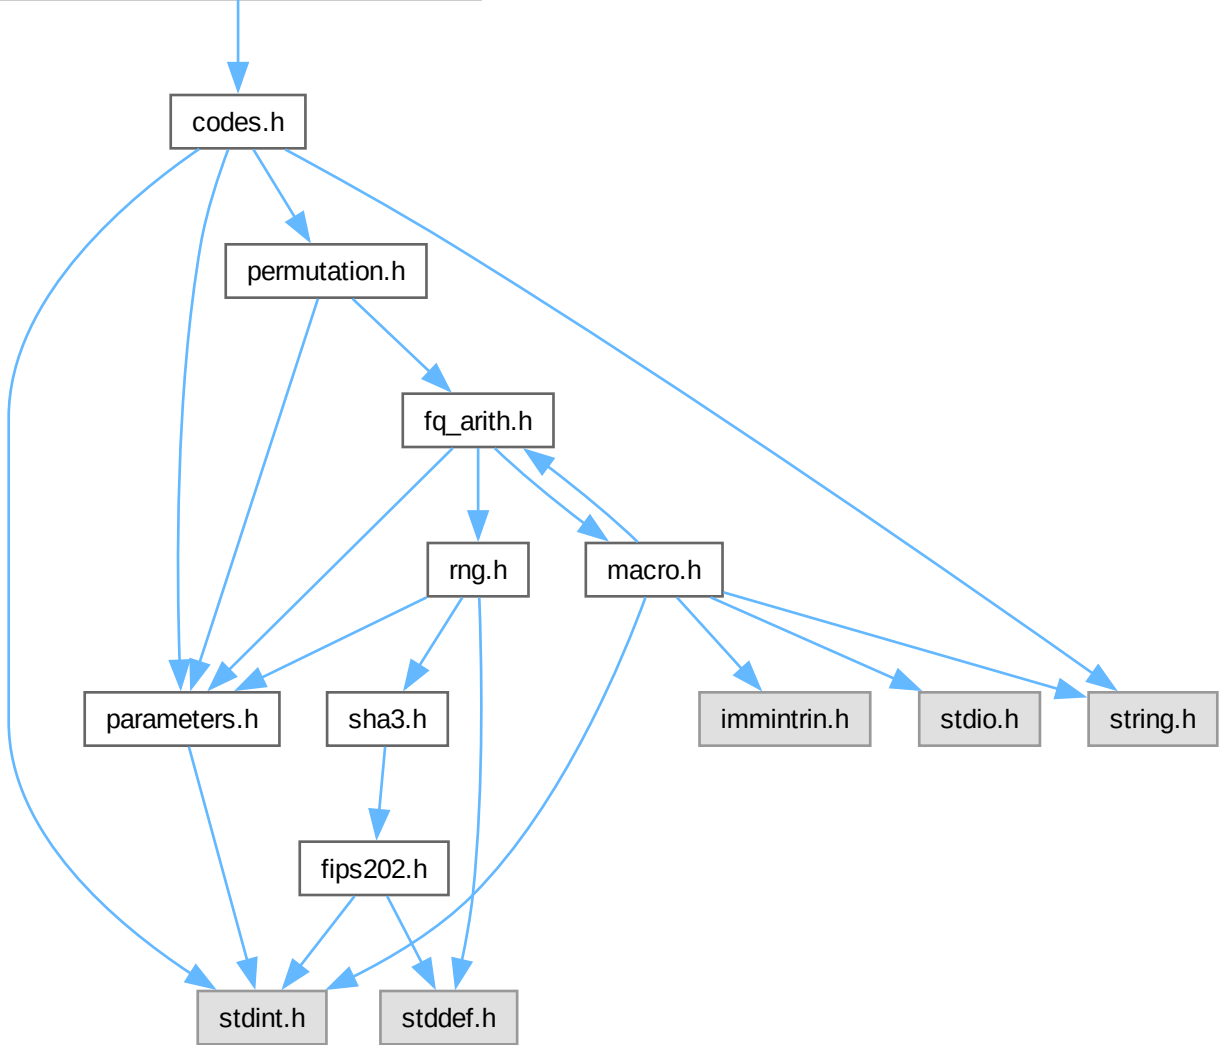 codes.h
permutation.h
fq_arith.h
rng.h
macro.h
parameters.h
sha3.h
immintrin.h
stdio.h
string.h
fips202.h
stdint.h
stddef.h